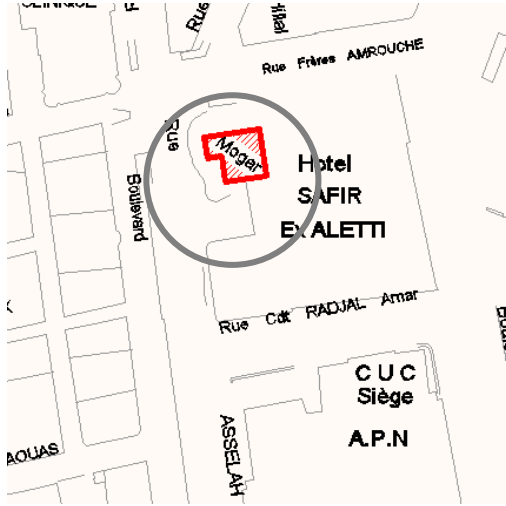 Rue
Rue Frères AMROUCHE
Rue
Moger
Hotel
SAFIR
Ex ALETTI
Boulevard
Rue Cdt RADJAL Amar
C U C
Siège
A.P.N
ASSELAH
AOUAS